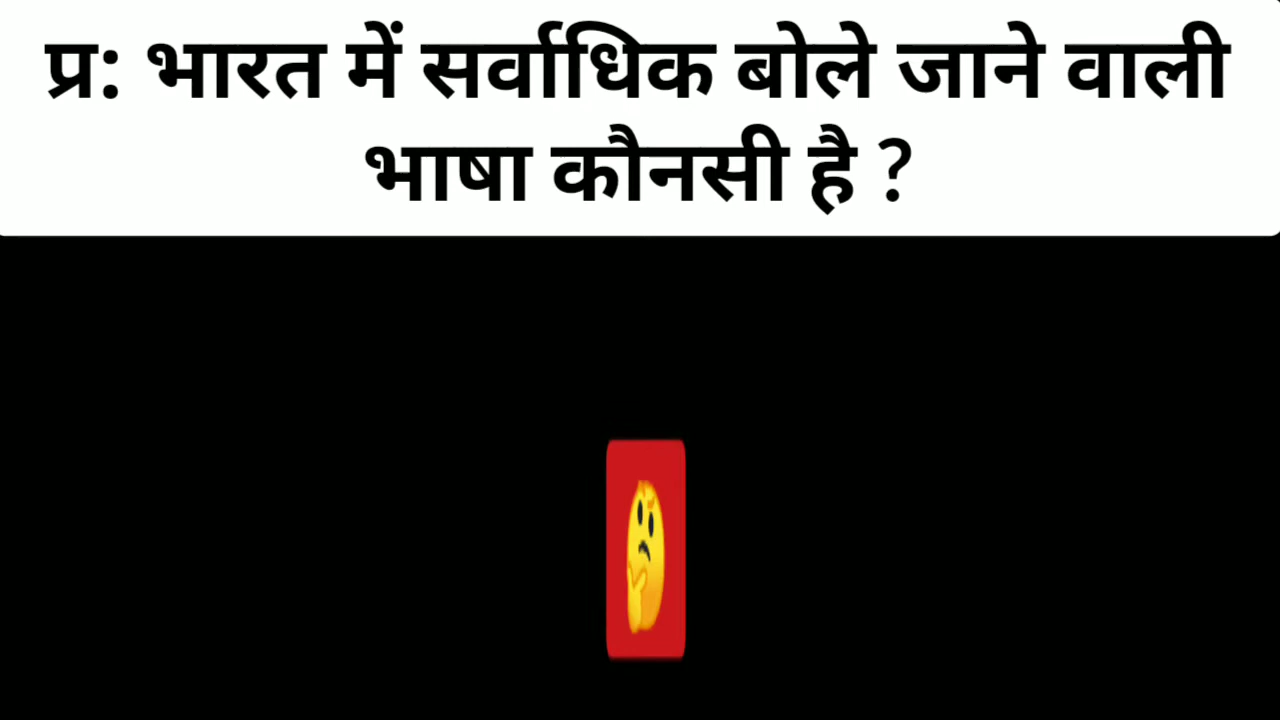 प्र: भारत में सर्वाधिक बोले जाने वाली
भाषा कौनसी है ?